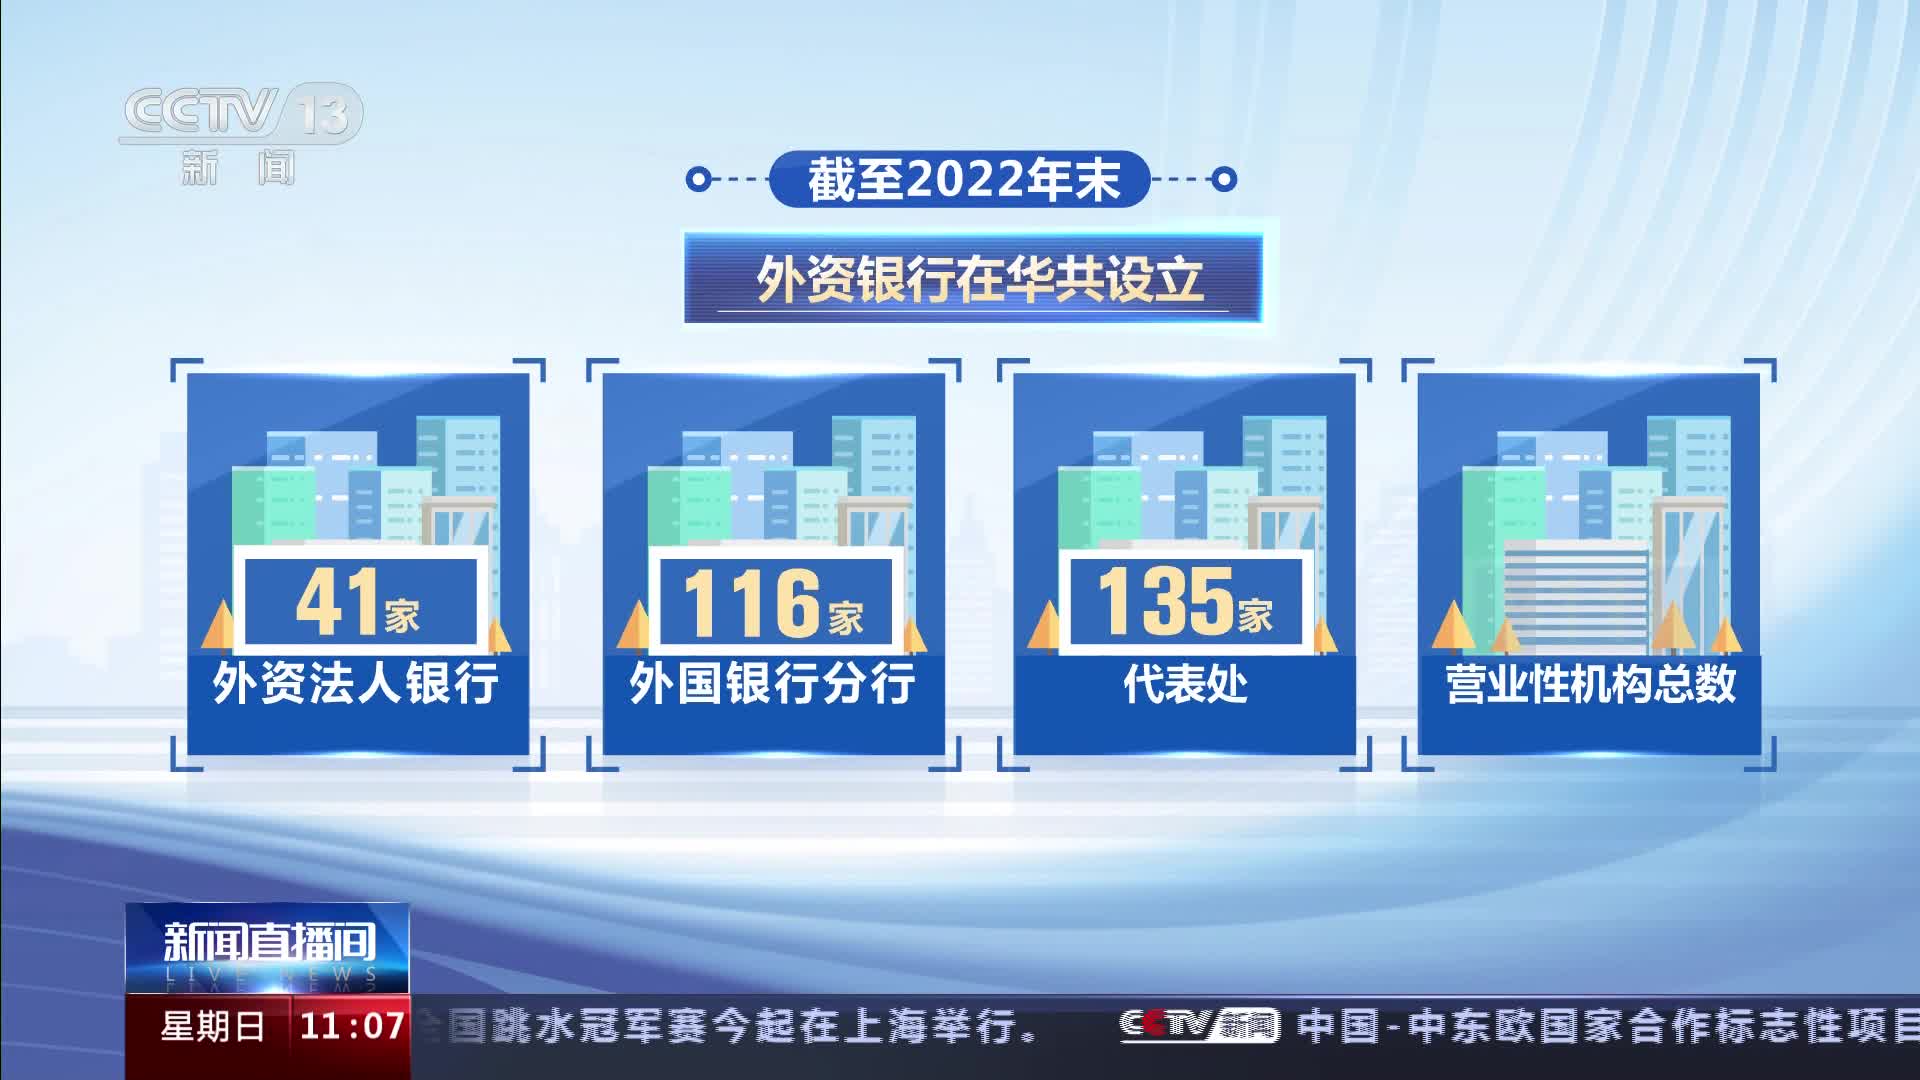 CCTV 13
新闻
截至2022年末
外资银行在华共设立
41家
外资法人银行
116家
外国银行分行
135家
代表处
营业性机构总数
新闻直播间
LIVE NEWS
星期日 11:07
全国跳水冠军赛今起在上海举行。 CCTV新闻 中国-中东欧国家合作标志性项目